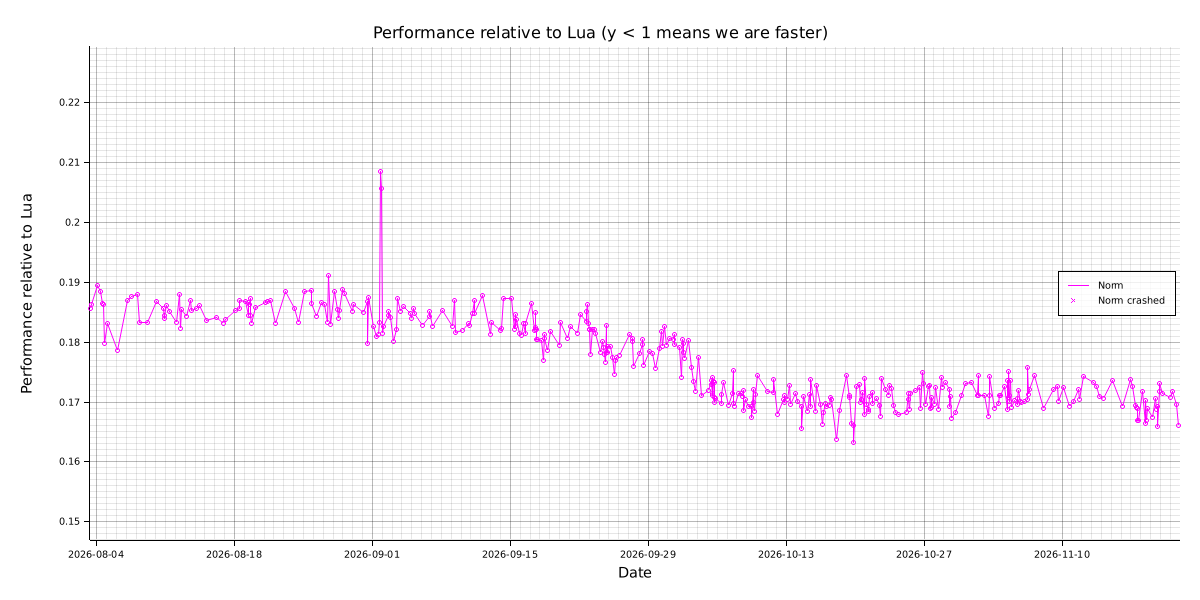 Performance relative to Lua (y < 1 means we are faster)
Performance relative to Lua
0.22
0.21
0.2
0.19
0.18
0.17
0.16
0.15
Norm
Norm crashed
2026-08-04 2026-08-18 2026-09-01 2026-09-15 2026-09-29 2026-10-13 2026-10-27 2026-11-10
Date